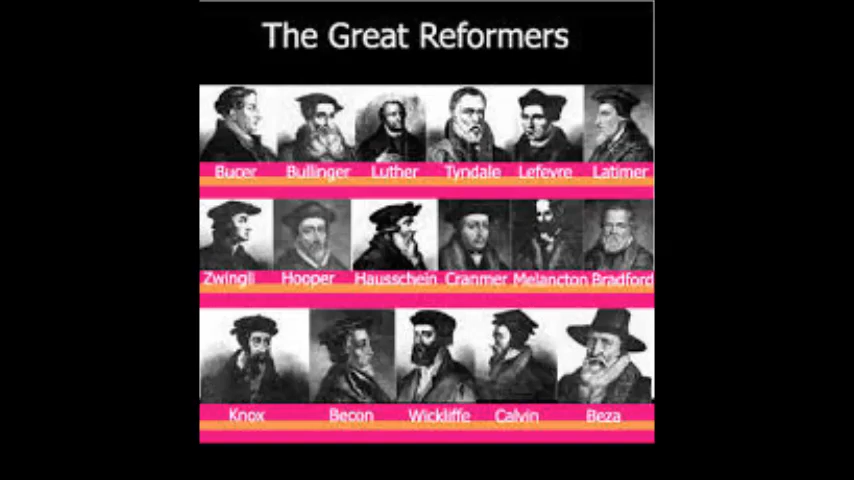 The Great Reformers
Bucer Bullinger Luther Tyndale Lefevre Latimer
Zwingli Hooper Hausschein Cranmer Melancton Bradford
Knox Becon Wickliffe Calvin Beza